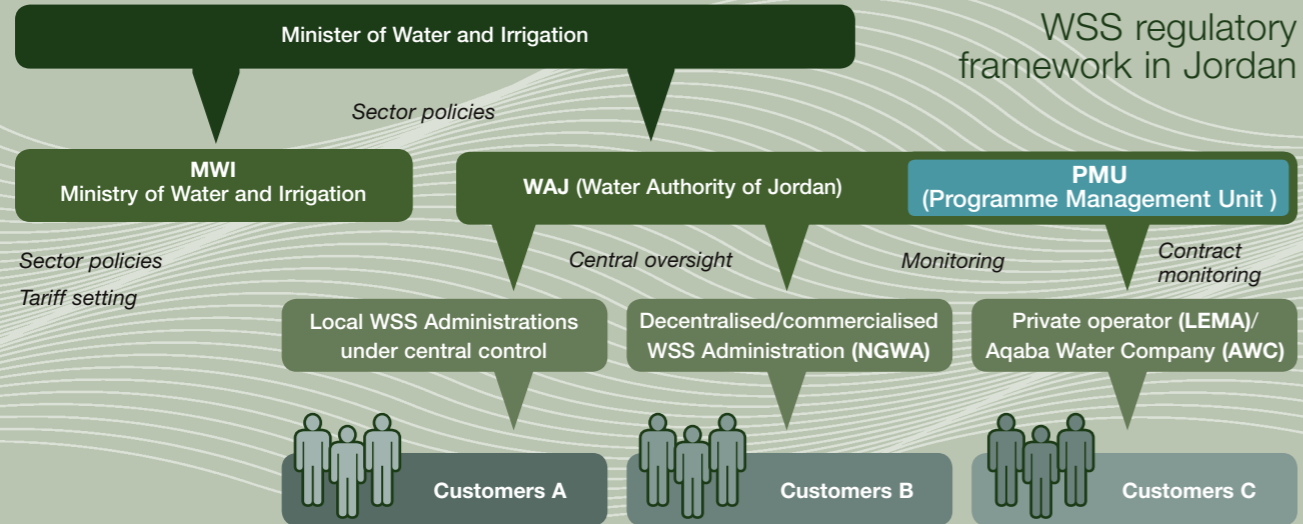 WSS regulatory
framework in Jordan
Minister of Water and Irrigation
Sector policies
MWI
Ministry of Water and Irrigation
WAJ (Water Authority of Jordan)
PMU
(Programme Management Unit )
Sector policies
Tariff setting
Central oversight
Monitoring
Contract
monitoring
Local WSS Administrations
under central control
Decentralised/commercialised
WSS Administration (NGWA)
Private operator (LEMA)/
Aqaba Water Company (AWC)
Customers A
Customers B
Customers C